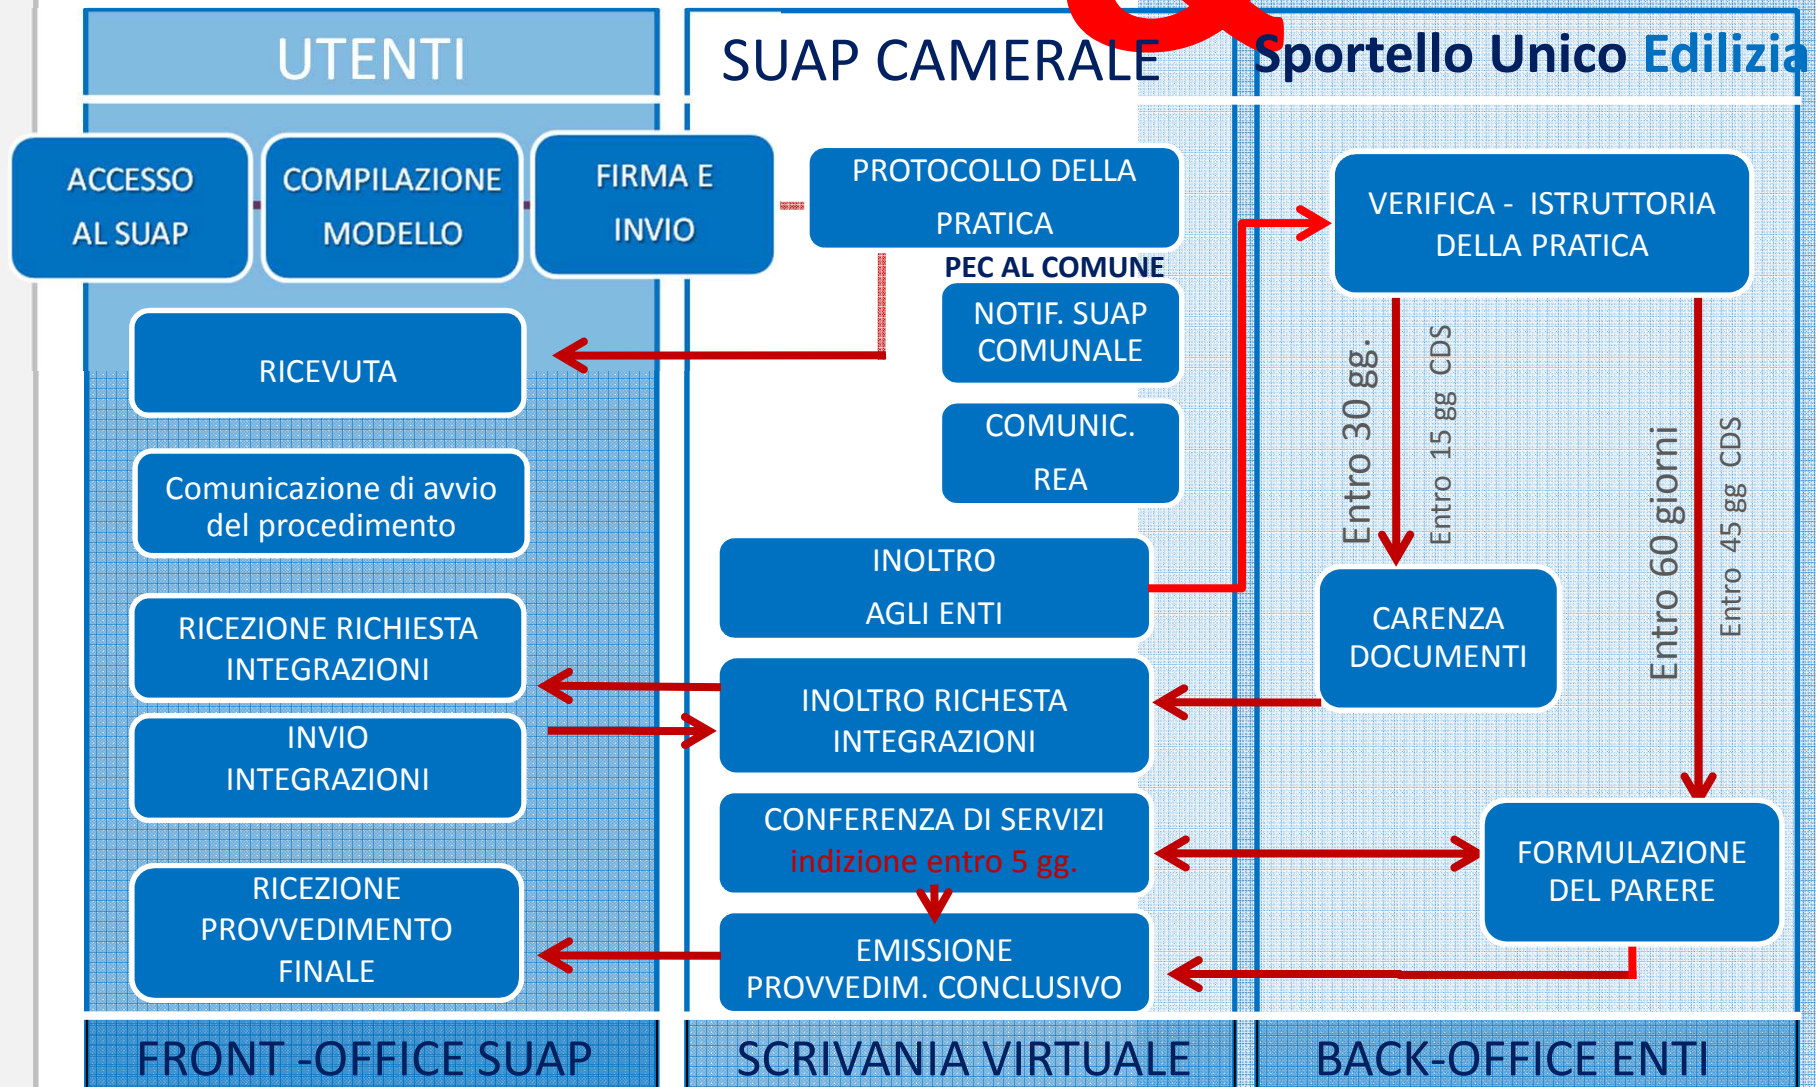 UTENTI
SUAP CAMERALE
Sportello Unico Edilizia
ACCESSO
AL SUAP
COMPILAZIONE
MODELLO
FIRMA E
INVIO
PROTOCOLLO DELLA
PRATICA
PEC AL COMUNE
NOTIF. SUAP
COMUNALE
COMUNIC.
REA
VERIFICA - ISTRUTTORIA
DELLA PRATICA
RICEVUTA
Comunicazione di avvio
del procedimento
INOLTRO
AGLI ENTI
Entro 30 gg.
Entro 15 gg CDS
Entro 60 giorni
Entro 45 gg CDS
CARENZA
DOCUMENTI
RICEZIONE RICHIESTA
INTEGRAZIONI
INOLTRO RICHESTA
INTEGRAZIONI
INVIO
INTEGRAZIONI
CONFERENZA DI SERVIZI
indizione entro 5 gg.
FORMULAZIONE
DEL PARERE
RICEZIONE
PROVVEDIMENTO
FINALE
EMISSIONE
PROVVEDIM. CONCLUSIVO
FRONT -OFFICE SUAP
SCRIVANIA VIRTUALE
BACK-OFFICE ENTI